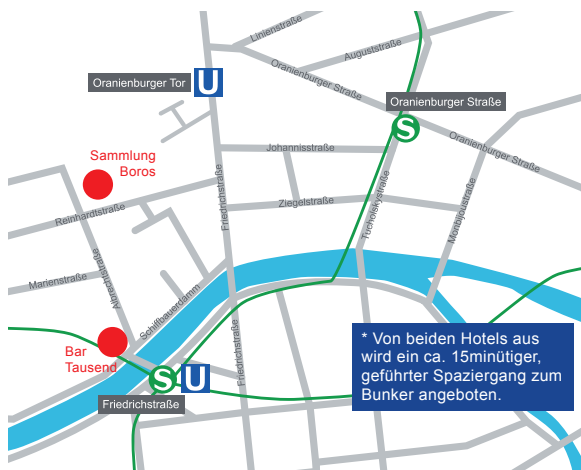 Linienstraße
Auguststraße
Oranienburger Straße
Oranienburger Tor
U
Oranienburger Straße
S
Oranienburger Straße
Johannisstraße
Sammlung
Boros
Reinhardtstraße
Friedrichstraße
Ziegelstraße
Tucholskystraße
Monbijoustraße
Marienstraße
Albrechtstraße
Schiffbauerdamm
Bar
Tausend
Friedrichstraße
S
U
Friedrichstraße
* Von beiden Hotels aus
wird ein ca. 15minütiger,
geführter Spaziergang zum
Bunker angeboten.